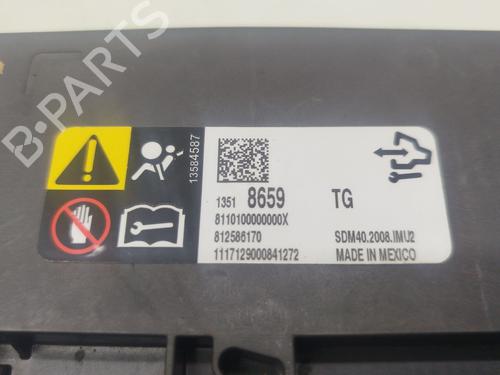 B-PARTS
13584587
1351 8659 TG
8110100000000X
812586170 SDM40.2008.IMU2
1117129000841272 MADE IN MEXICO